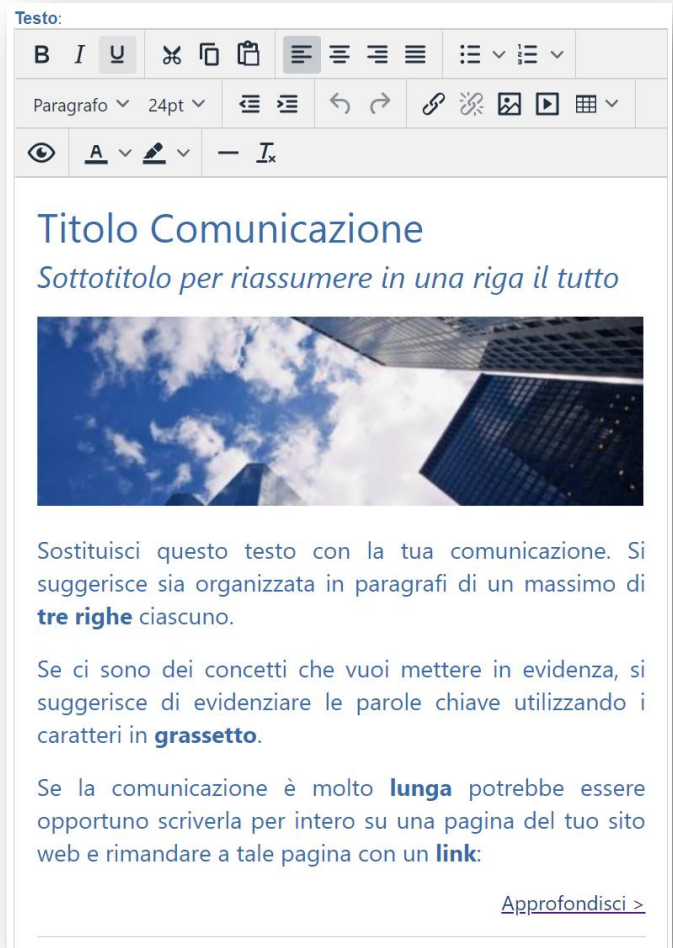 Testo:
Paragrafo 24pt
Titolo Comunicazione
Sottotitolo per riassumere in una riga il tutto
Sostituisci questo testo con la tua comunicazione. Si
suggerisce sia organizzata in paragrafi di un massimo di
tre righe ciascuno.
Se ci sono dei concetti che vuoi mettere in evidenza, si
suggerisce di evidenziare le parole chiave utilizzando i
caratteri in grassetto.
Se la comunicazione è molto lunga potrebbe essere
opportuno scriverla per intero su una pagina del tuo sito
web e rimandare a tale pagina con un link:
Approfondisci >